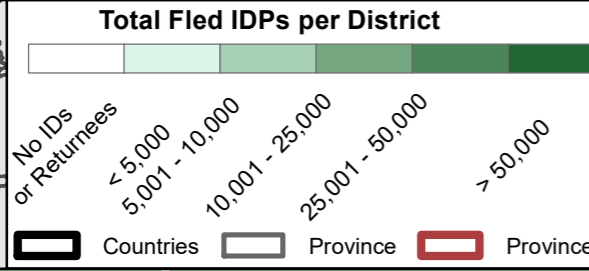 Total Fled IDPs per District
No IDs
or Returnees
< 5,000
5,001 - 10,000
10,001 - 25,000
25,001 - 50,000
> 50,000
Countries
Province
Province